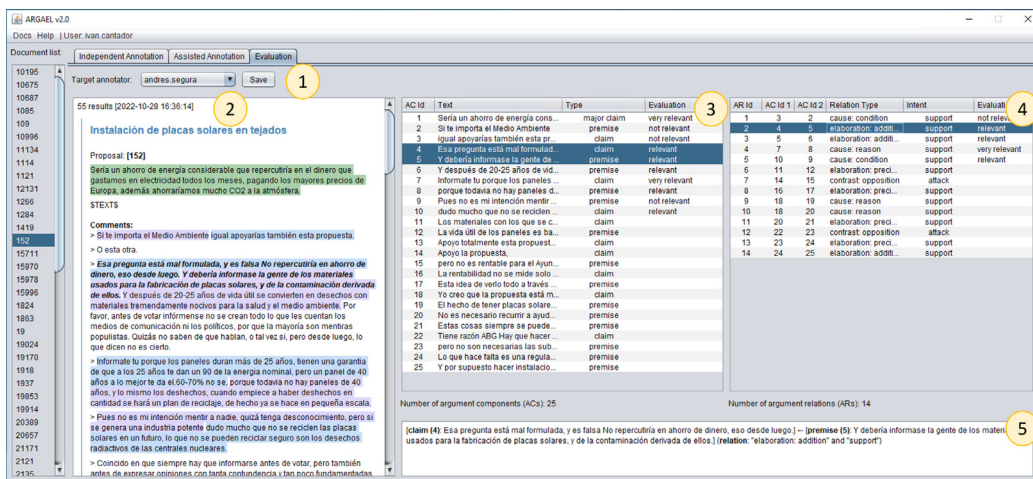 ARGAEL v2.0
Docs Help | User: ivan.cantador
Document list:
Independent Annotation Assisted Annotation Evaluation
Target annotator: andres.segura Save
1
10195
10675
10687
1085
109
10996
11134
1114
1121
12131
1266
1284
1419
152
15711
15970
15978
15996
1824
1863
19
19024
19170
1918
1937
19853
19914
20389
20657
21171
2121
2135
55 results [2022-10-28 16:36:14]
2
Instalación de placas solares en tejados
Proposal: [152]
Sería un ahorro de energía considerable que repercutiría en el dinero que
gastamos en electricidad todos los meses, pagando los mayores precios de
Europa, además ahorraríamos mucho CO2 a la atmósfera.
$TEXT$
Comments:
> Si te importa el Medio Ambiente igual apoyarías también esta propuesta.
> O esta otra.
> Esa pregunta está mal formulada, y es falsa No repercutiría en ahorro de
dinero, eso desde luego. Y debería informase la gente de los materiales
usados para la fabricación de placas solares, y de la contaminación derivada
de ellos. Y después de 20-25 años de vida útil se convierten en desechos con
materiales tremendamente nocivos para la salud y el medio ambiente. Por
favor, antes de votar infórmense no se crean todo lo que les cuentan los
medios de comunicación ni los políticos, por que la mayoría son mentiras
populistas. Quizás no saben de que hablan, o tal vez si, pero desde luego, lo
que dicen no es cierto.
> Informate tu porque los paneles duran más de 25 años, tienen una garantia
de que a los 25 años te dan un 90 de la energia nominal, pero un panel de 40
años a lo mejor te da el.60-70% no se, porque todavia no hay paneles de 40
años, y lo mismo los deshechos, cuando empiece a haber deshechos en
cantidad se hará un plan de reciclaje, de hecho ya se hace en pequeña escala.
> Pues no es mi intención mentir a nadie, quizá tenga desconocimiento, pero si
se genera una industria potente dudo mucho que no se reciclen las placas
solares en un futuro, lo que no se pueden reciclar seguro son los desechos
radiactivos de las centrales nucleares.
> Coincido en que siempre hay que informarse antes de votar, pero también
antes de expresar opiniones con tanta contundencia y tan poco fundamentadas
AC Id Text Type Evaluation
3
1 Sería un ahorro de energía cons... major claim very relevant
2 Si te importa el Medio Ambiente premise not relevant
3 igual apoyarías también esta pr... claim not relevant
4 Esa pregunta está mal formulad... claim relevant
5 Y debería informase la gente de ... premise relevant
6 Y después de 20-25 años de vid... premise relevant
7 Informate tu porque los paneles ... claim very relevant
8 porque todavia no hay paneles d... premise relevant
9 Pues no es mi intención mentir ... premise not relevant
10 dudo mucho que no se reciclen ... claim relevant
11 Los materiales con los que se c... claim
12 La vida útil de los paneles es ba... premise
13 Apoyo totalmente esta propuest... claim
14 Apoyo la propuesta, claim
15 pero no es rentable para el Ayun... premise
16 La rentabilidad no se mide solo ... claim
17 Esta idea de verlo todo a través ... premise
18 Yo creo que la propuesta está m... claim
19 El hecho de tener placas solare... premise
20 No es necesario recurrir a ayud... premise
21 Estas cosas siempre se puede... premise
22 Tiene razón ABG Hay que hacer ... claim
23 pero no son necesarias las sub... premise
24 Lo que hace falta es una regula... premise
25 Y por supuesto hacer instalacio... premise
Number of argument components (ACs): 25
AR Id AC Id 1 AC Id 2 Relation Type Intent
4
1 3 2 cause: condition support
2 4 5 elaboration: additi... support relevant
3 5 6 elaboration: additi... support relevant
4 7 8 cause: reason support very relevant
5 10 9 cause: condition support relevant
6 11 12 elaboration: preci... support
7 14 15 contrast: opposition attack
8 16 17 elaboration: preci... support
9 18 19 cause: reason support
10 18 20 cause: reason support
11 20 21 elaboration: preci... support
12 22 23 contrast: opposition attack
13 23 24 elaboration: preci... support
14 24 25 elaboration: additi... support
Number of argument relations (ARs): 14
[claim (4): Esa pregunta está mal formulada, y es falsa No repercutiría en ahorro de dinero, eso desde luego.] ← [premise (5): Y debería informase la gente de los
usados para la fabricación de placas solares, y de la contaminación derivada de ellos.] (relation: "elaboration: addition" and "support")
5